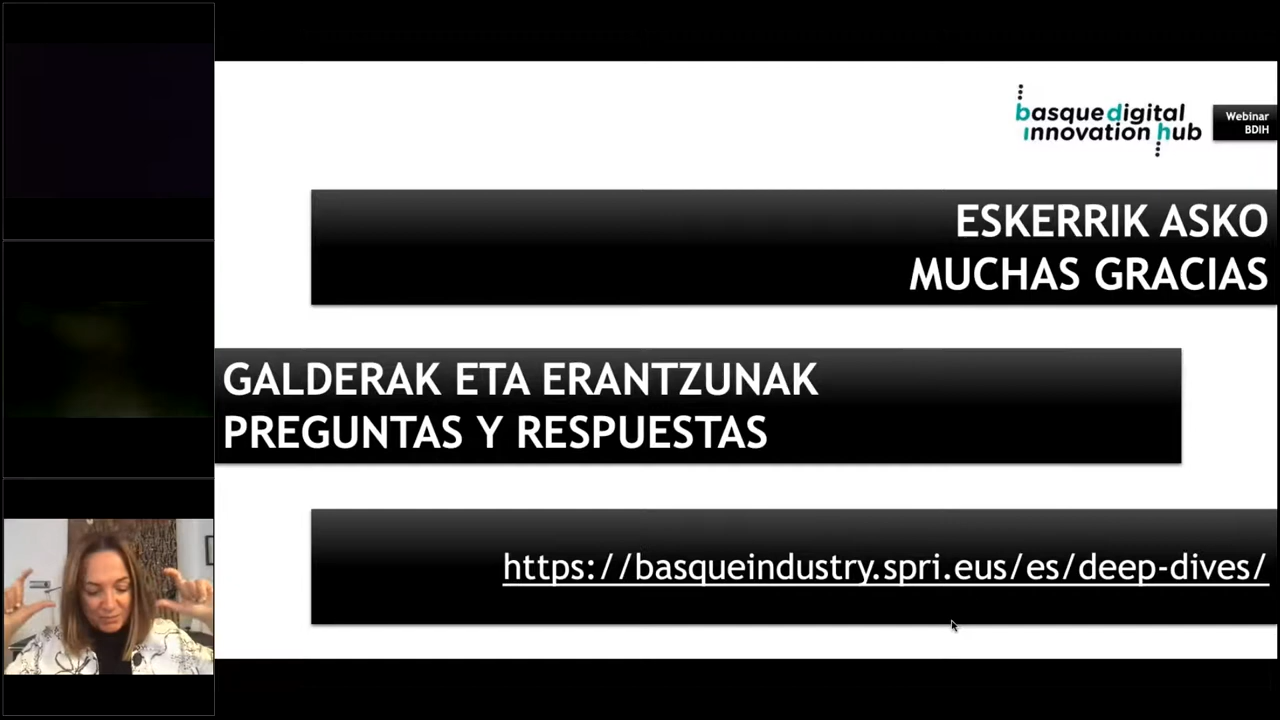 basque digital
innovation hub
Webinar
BDIH
ESKERRIK ASKO
MUCHAS GRACIAS
GALDERAK ETA ERANTZUNAK
PREGUNTAS Y RESPUESTAS
https://basqueindustry.spri.eus/es/deep-dives/